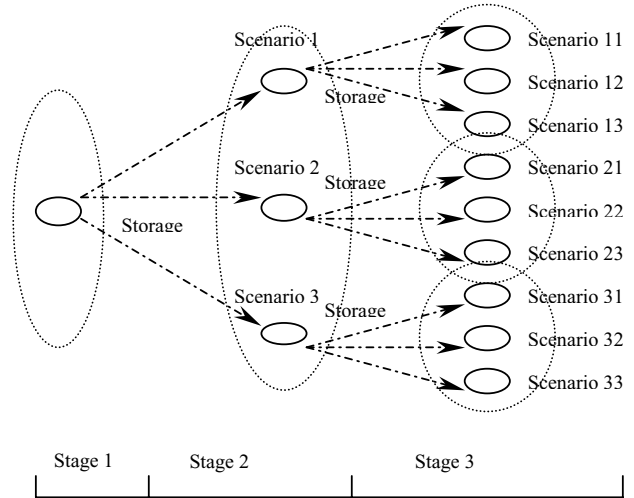 Scenario 1
Scenario 11
Scenario 12
Storage
Scenario 13
Scenario 2
Scenario 21
Storage
Scenario 22
Storage
Scenario 23
Scenario 3
Scenario 31
Storage
Scenario 32
Scenario 33
Stage 1
Stage 2
Stage 3